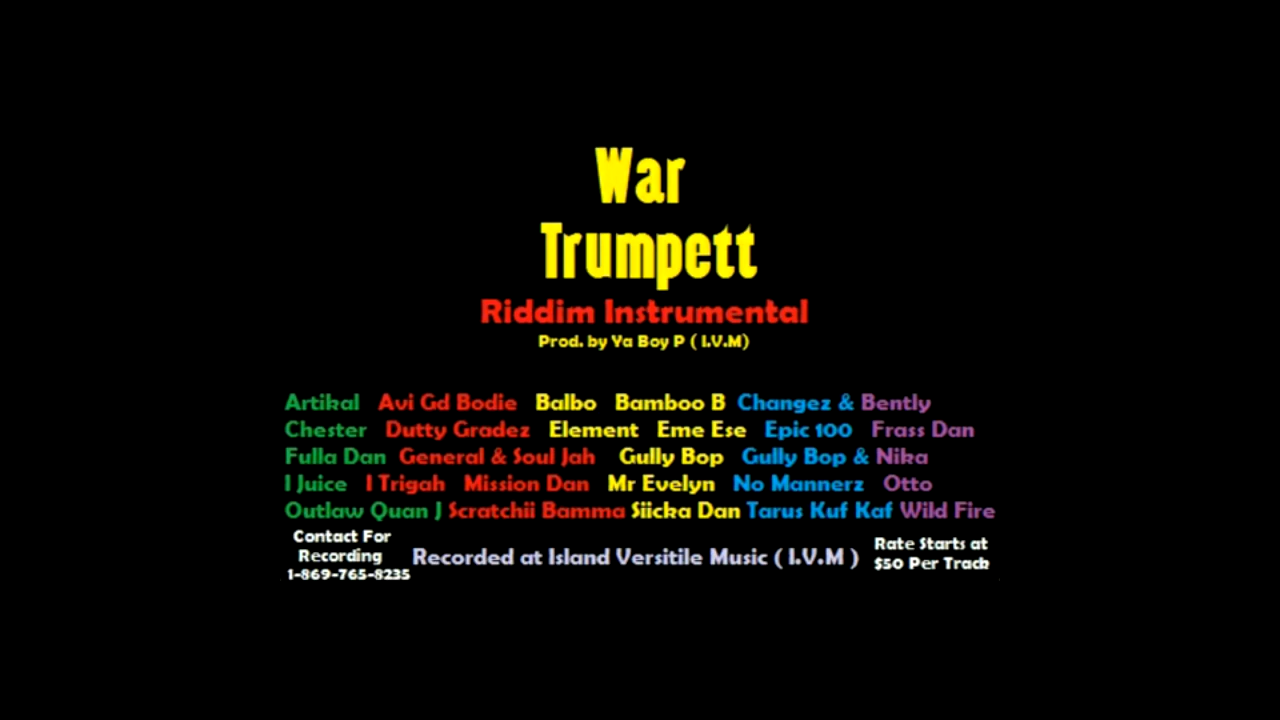 War
Trumpett
Riddim Instrumental
Prod. by Ya Boy P ( I.V.M)
Artikal Avi Gd Bodie Balbo Bamboo B Changez & Bently
Chester Dutty Gradez Element Eme Ese Epic 100 Frass Dan
Fulla Dan General & Soul Jah Gully Bop Gully Bop & Nika
I Juice I Trigah Mission Dan Mr Evelyn No Mannerz Otto
Outlaw Quan J Scratchii Bamma Siicka Dan Tarus Kuf Kaf Wild Fire
Contact For
Recording
1-869-765-8235
Recorded at Island Versitile Music ( I.V.M )
Rate Starts at
$50 Per Track